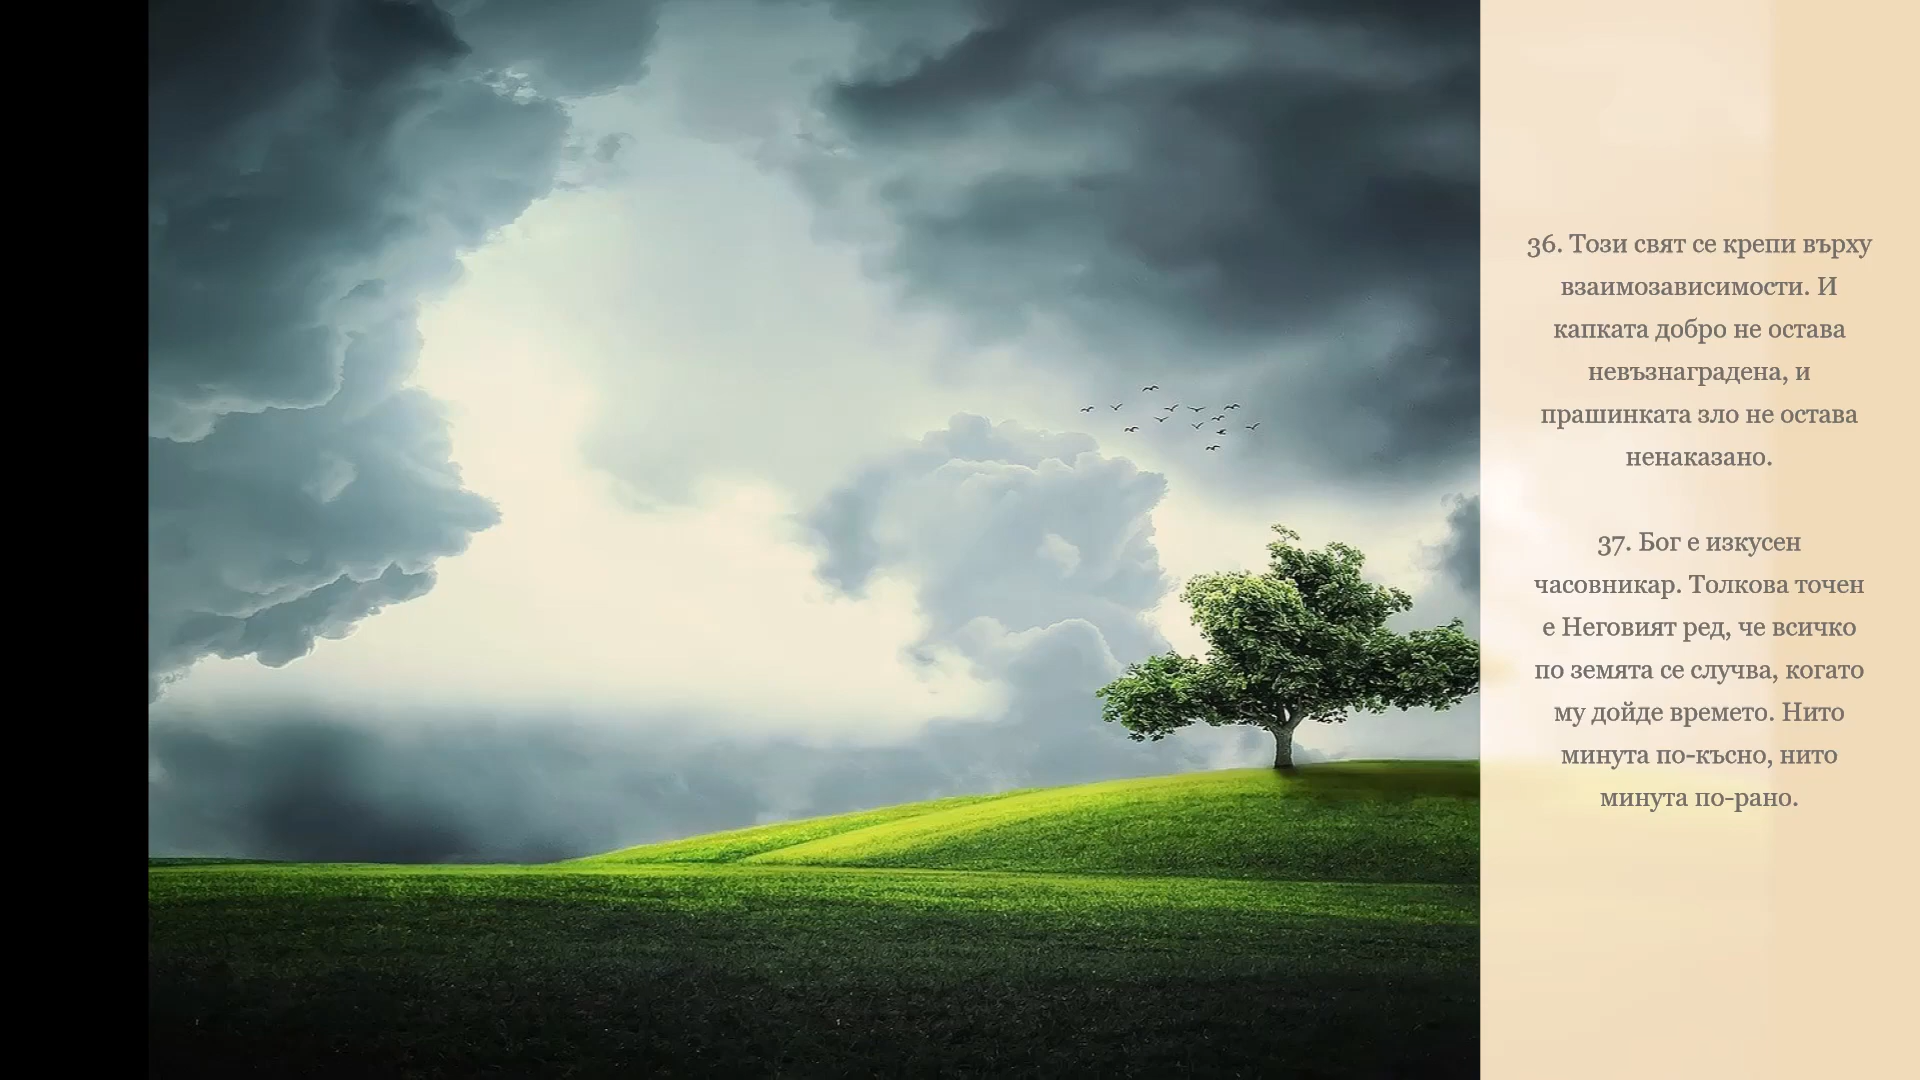 36. Този свят се крепи върху
взаимозависимости. И
капката добро не остава
невъзнаградена, и
прашинката зло не остава
ненаказано.
37. Бог е изкусен
часовникар. Толкова точен
е Неговият ред, че всичко
по земята се случва, когато
му дойде времето. Нито
минута по-късно, нито
минута по-рано.